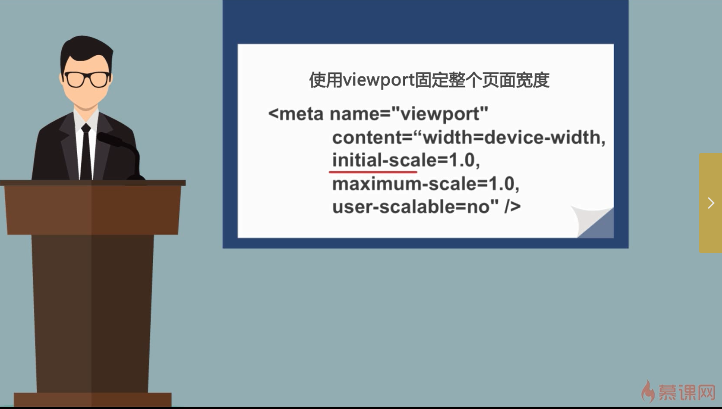 使用viewport固定整个页面宽度
<meta name="viewport"
content=“width=device-width,
initial-scale=1.0,
maximum-scale=1.0,
user-scalable=no" />
慕课网